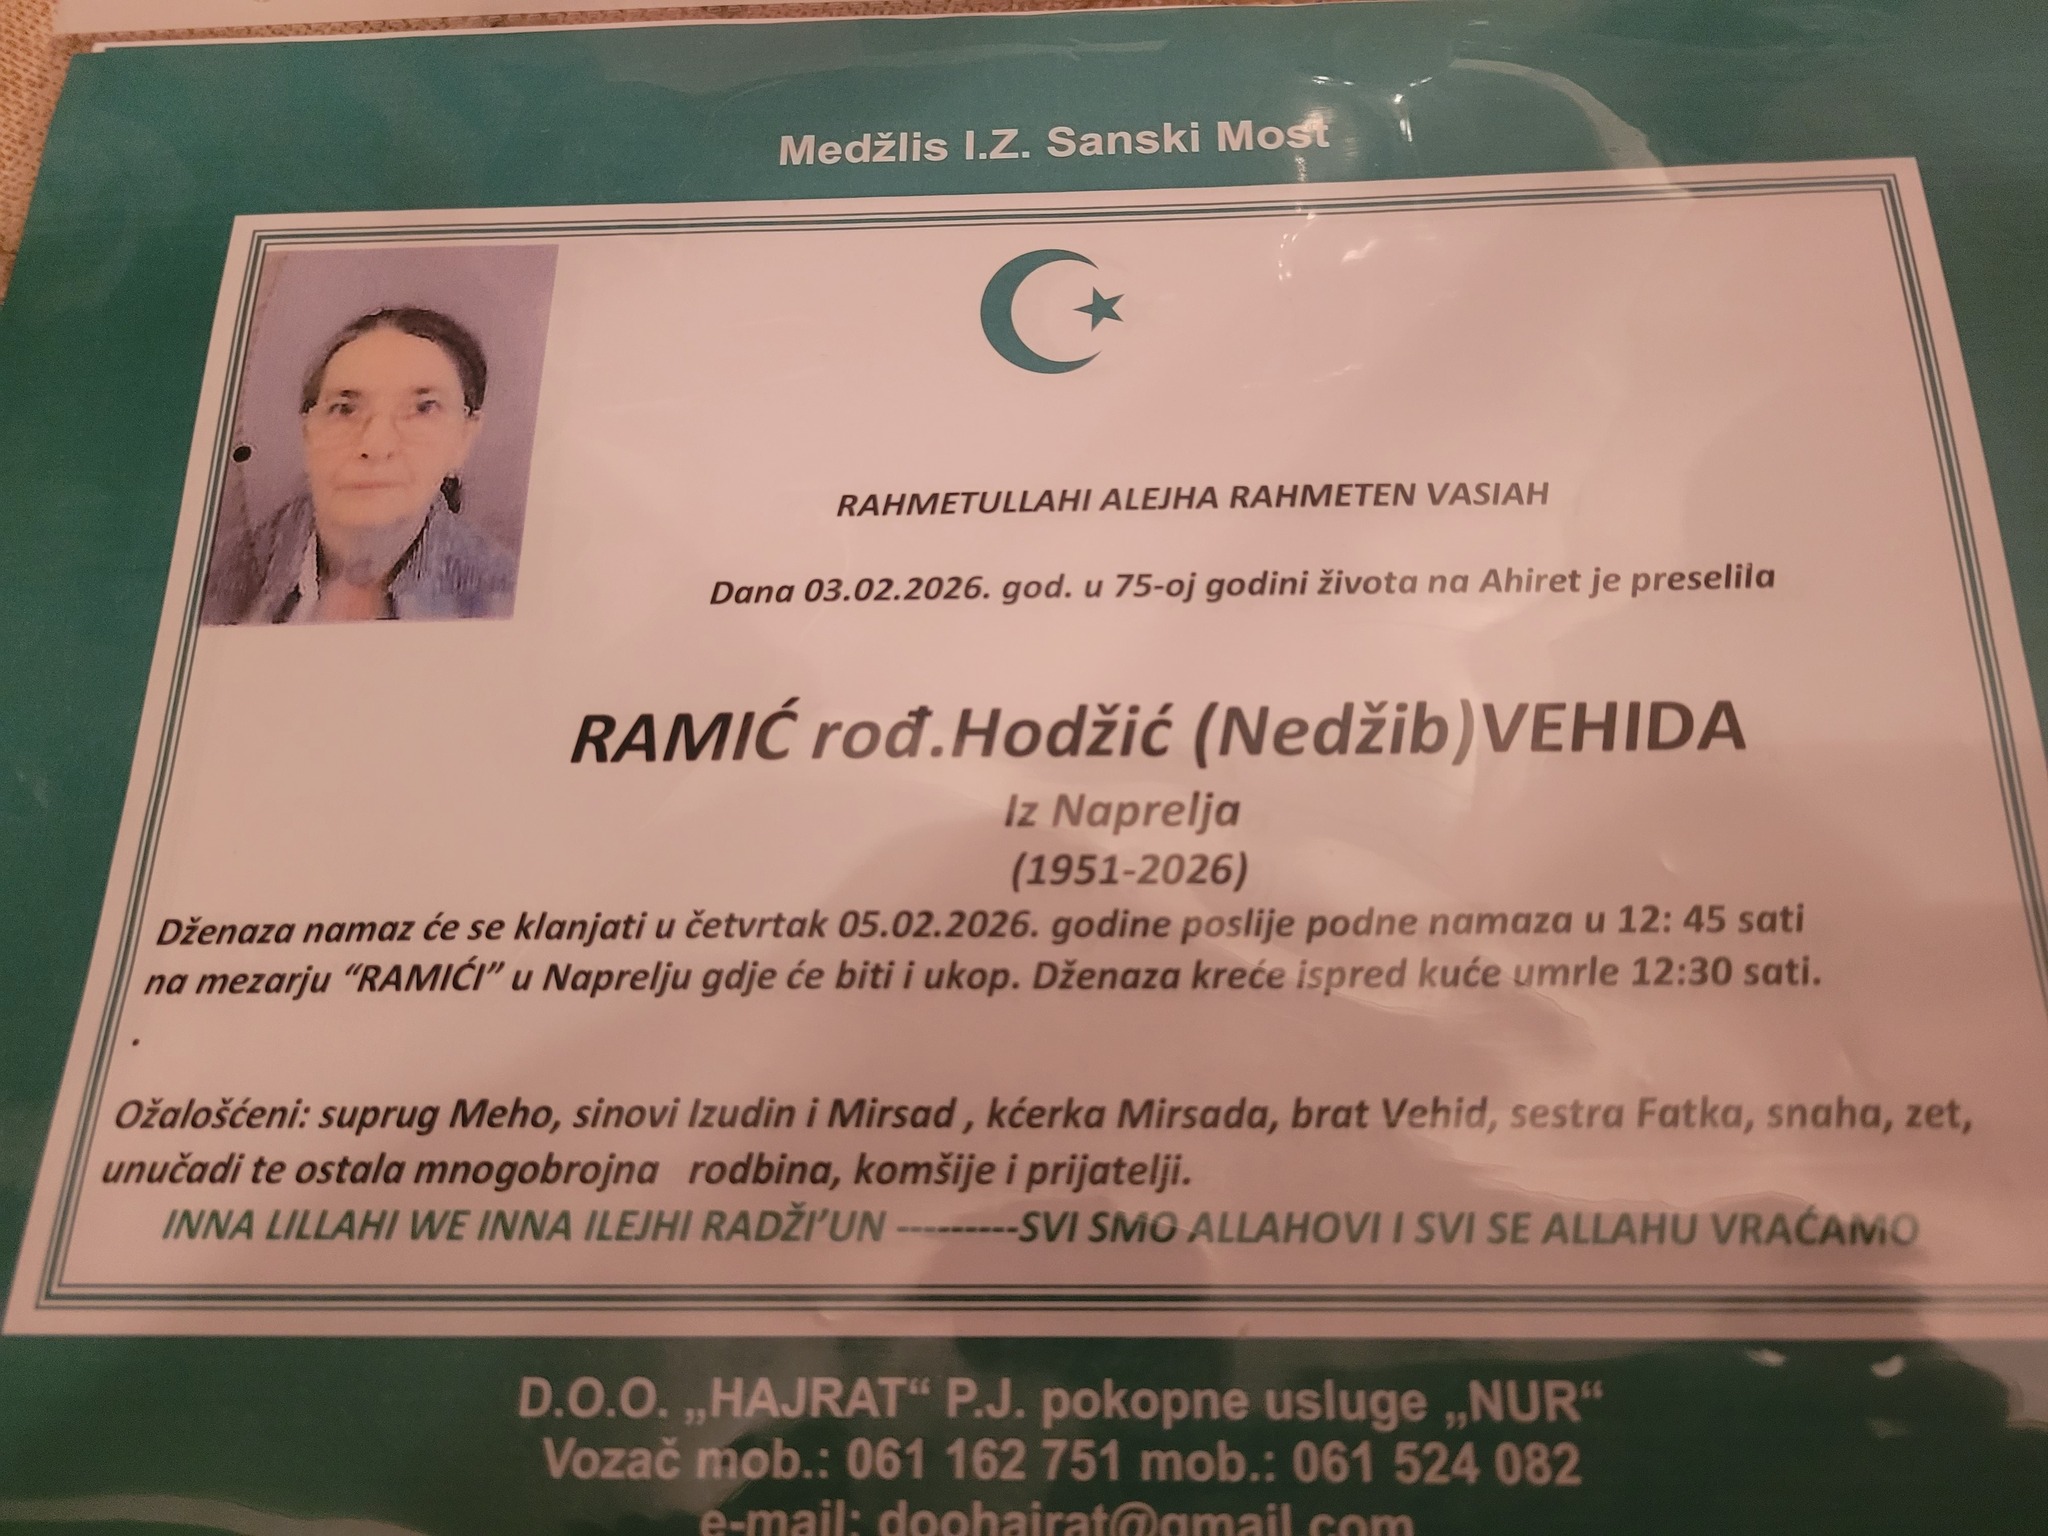 Medžlis I.Z. Sanski Most
RAHMETULLAHI ALEJHA RAHMETEN VASIAH
Dana 03.02.2026. god. u 75-oj godini života na Ahiret je preselila
RAMIĆ rođ.Hodžić (Nedžib)VEHIDA
Iz Naprelja
(1951-2026)
Dženaza namaz će se klanjati u četvrtak 05.02.2026. godine poslije podne namaza u 12: 45 sati
na mezarju “RAMIĆI” u Naprelju gdje će biti i ukop. Dženaza kreće ispred kuće umrle 12:30 sati.
.
Ožalošćeni: suprug Meho, sinovi Izudin i Mirsad , kćerka Mirsada, brat Vehid, sestra Fatka, snaha, zet,
unučadi te ostala mnogobrojna rodbina, komšije i prijatelji.
INNA LILLAHI WE INNA ILEJHI RADŽI’UN ---------SVI SMO ALLAHOVI I SVI SE ALLAHU VRAĆAMO
D.O.O. „HAJRAT“ P.J. pokopne usluge „NUR“
Vozač mob.: 061 162 751 mob.: 061 524 082
e-mail: doohajrat@gmail.com